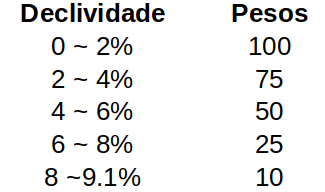 Declividade Pesos
0 ~ 2% 100
2 ~ 4% 75
4 ~ 6% 50
6 ~ 8% 25
8 ~9.1% 10